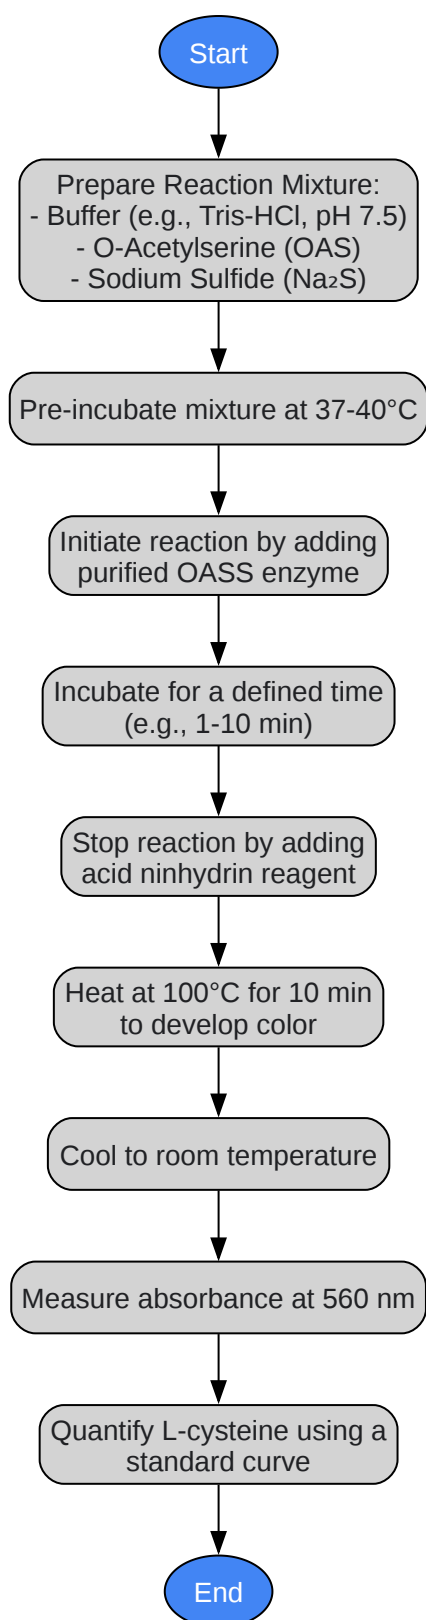 Start
Prepare Reaction Mixture:
- Buffer (e.g., Tris-HCl, pH 7.5)
- O-Acetylserine (OAS)
- Sodium Sulfide (Na₂S)
Pre-incubate mixture at 37-40°C
Initiate reaction by adding
purified OASS enzyme
Incubate for a defined time
(e.g., 1-10 min)
Stop reaction by adding
acid ninhydrin reagent
Heat at 100°C for 10 min
to develop color
Cool to room temperature
Measure absorbance at 560 nm
Quantify L-cysteine using a
standard curve
End